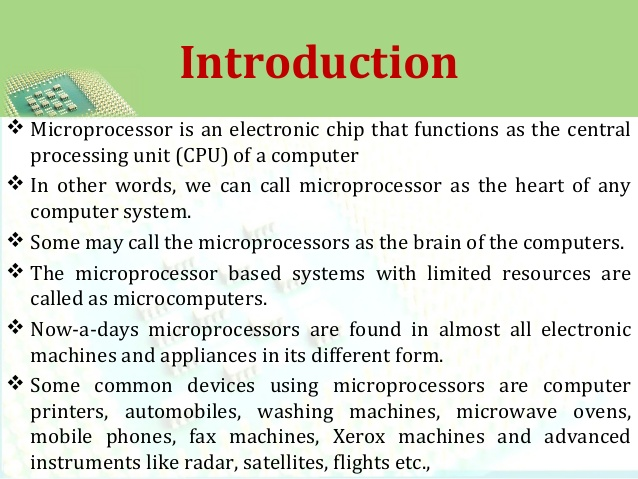 Introduction
❖ Microprocessor is an electronic chip that functions as the central
processing unit (CPU) of a computer
❖ In other words, we can call microprocessor as the heart of any
computer system.
❖ Some may call the microprocessors as the brain of the computers.
❖ The microprocessor based systems with limited resources are
called as microcomputers.
❖ Now-a-days microprocessors are found in almost all electronic
machines and appliances in its different form.
❖ Some common devices using microprocessors are computer
printers, automobiles, washing machines, microwave ovens,
mobile phones, fax machines, Xerox machines and advanced
instruments like radar, satellites, flights etc.,